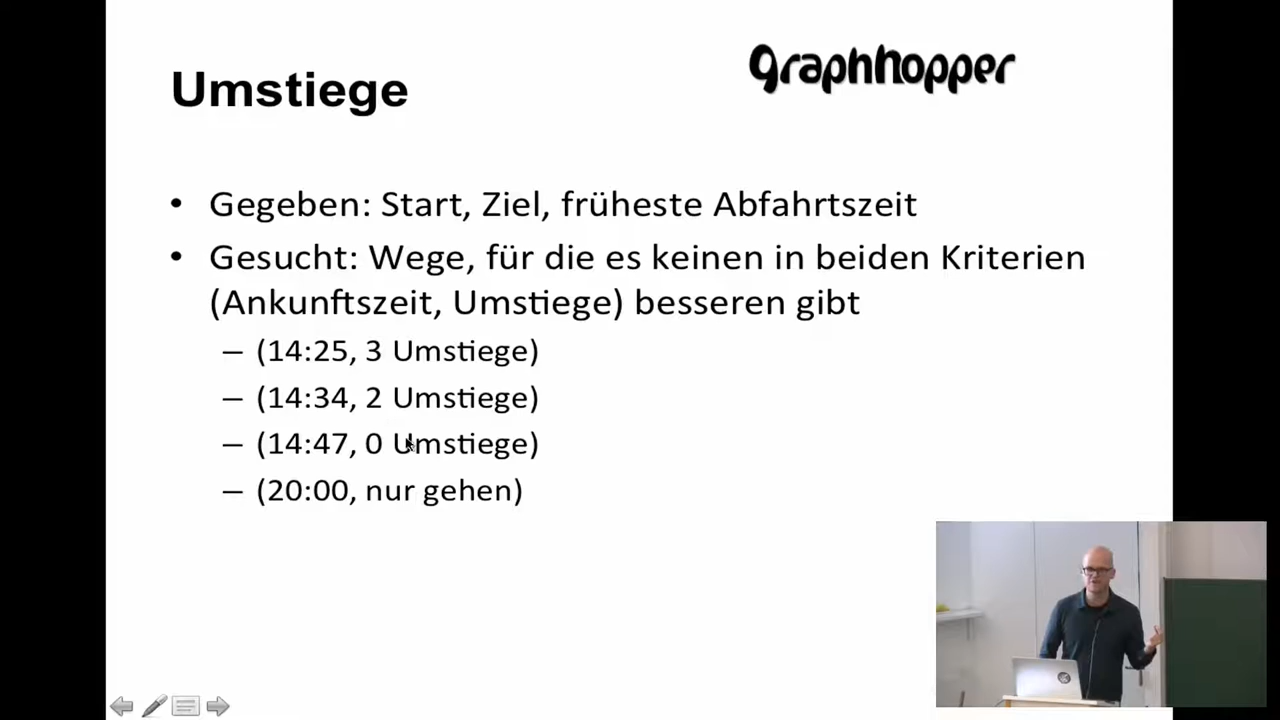 Umstiege
graphhopper
• Gegeben: Start, Ziel, früheste Abfahrtszeit
• Gesucht: Wege, für die es keinen in beiden Kriterien
(Ankunftszeit, Umstiege) besseren gibt
– (14:25, 3 Umstiege)
– (14:34, 2 Umstiege)
– (14:47, 0 Umstiege)
– (20:00, nur gehen)